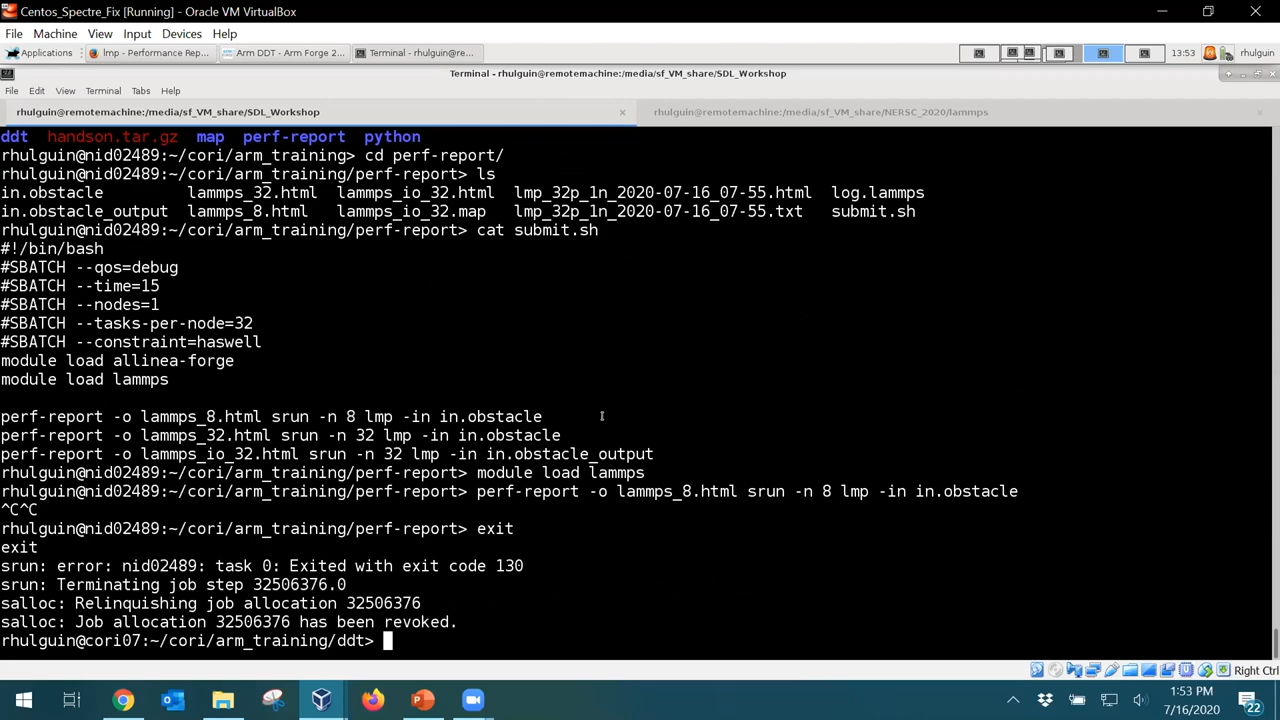 Centos_Spectre_Fix [Running] - Oracle VM VirtualBox
File Machine View Input Devices Help
Applications lmp - Performance Rep... Arm DDT - Arm Forge 2... Terminal - rhulguin@re... 13:53 rhulguin
Terminal - rhulguin@remotemachine:/media/sf_VM_share/SDL_Workshop
File Edit View Terminal Tabs Help
rhulguin@remotemachine:/media/sf_VM_share/SDL_Workshop rhulguin@remotemachine:/media/sf_VM_share/NERSC_2020/lammps
ddt handson.tar.gz map perf-report python
rhulguin@nid02489:~/cori/arm_training> cd perf-report/
rhulguin@nid02489:~/cori/arm_training/perf-report> ls
in.obstacle lammps_32.html lammps_io_32.html lmp_32p_1n_2020-07-16_07-55.html log.lammps
in.obstacle_output lammps_8.html lammps_io_32.map lmp_32p_1n_2020-07-16_07-55.txt submit.sh
rhulguin@nid02489:~/cori/arm_training/perf-report> cat submit.sh
#!/bin/bash
#SBATCH --qos=debug
#SBATCH --time=15
#SBATCH --nodes=1
#SBATCH --tasks-per-node=32
#SBATCH --constraint=haswell
module load allinea-forge
module load lammps
perf-report -o lammps_8.html srun -n 8 lmp -in in.obstacle
perf-report -o lammps_32.html srun -n 32 lmp -in in.obstacle
perf-report -o lammps_io_32.html srun -n 32 lmp -in in.obstacle_output
rhulguin@nid02489:~/cori/arm_training/perf-report> module load lammps
rhulguin@nid02489:~/cori/arm_training/perf-report> perf-report -o lammps_8.html srun -n 8 lmp -in in.obstacle
^C^C
rhulguin@nid02489:~/cori/arm_training/perf-report> exit
exit
srun: error: nid02489: task 0: Exited with exit code 130
srun: Terminating job step 32506376.0
salloc: Relinquishing job allocation 32506376
salloc: Job allocation 32506376 has been revoked.
rhulguin@cori07:~/cori/arm_training/ddt>
Right Ctrl
1:53 PM
7/16/2020
22